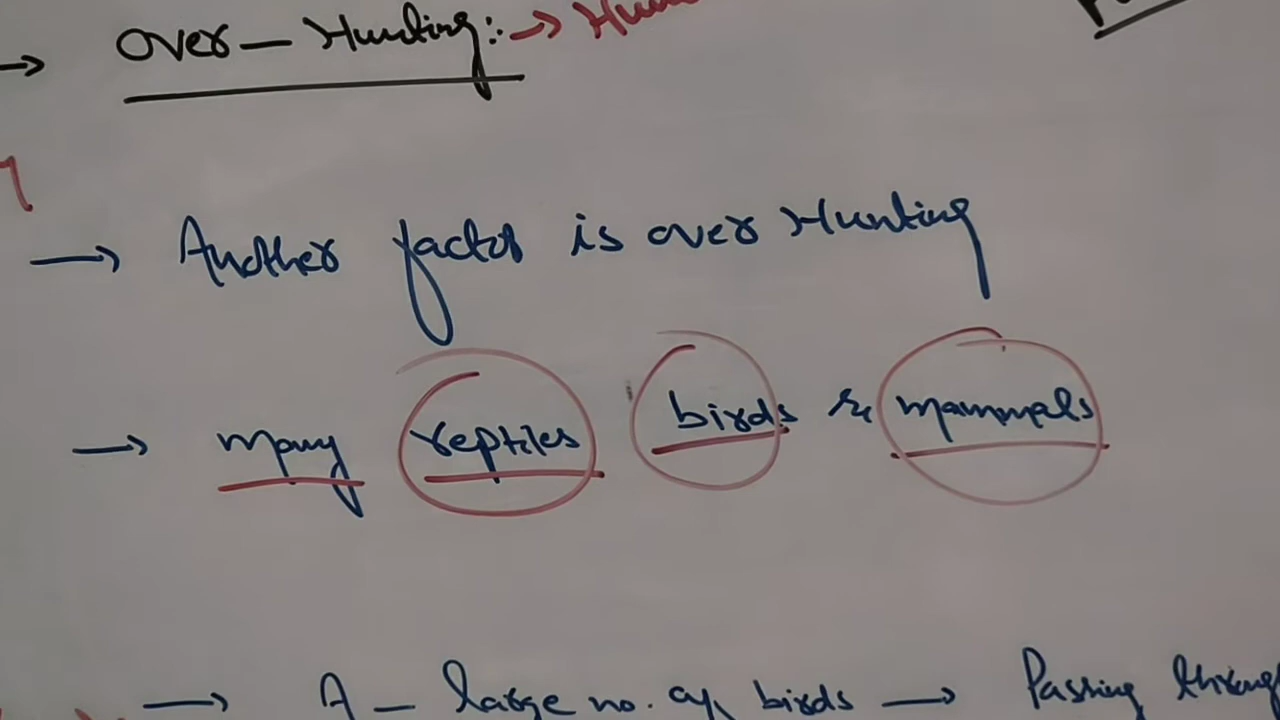 → Over-Hunting:→
→ Another factor is over Hunting
→ many reptiles birds & mammals
→ A - large no. of birds → Passing through